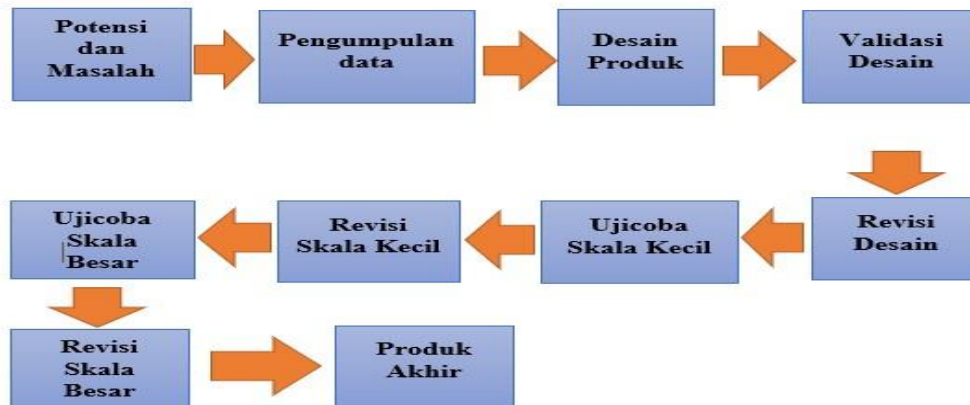 Potensi
dan
Masalah
Pengumpulan
data
Desain
Produk
Validasi
Desain
Revisi
Desain
Ujicoba
Skala Kecil
Revisi
Skala Kecil
Ujicoba
Skala
Besar
Revisi
Skala
Besar
Produk
Akhir